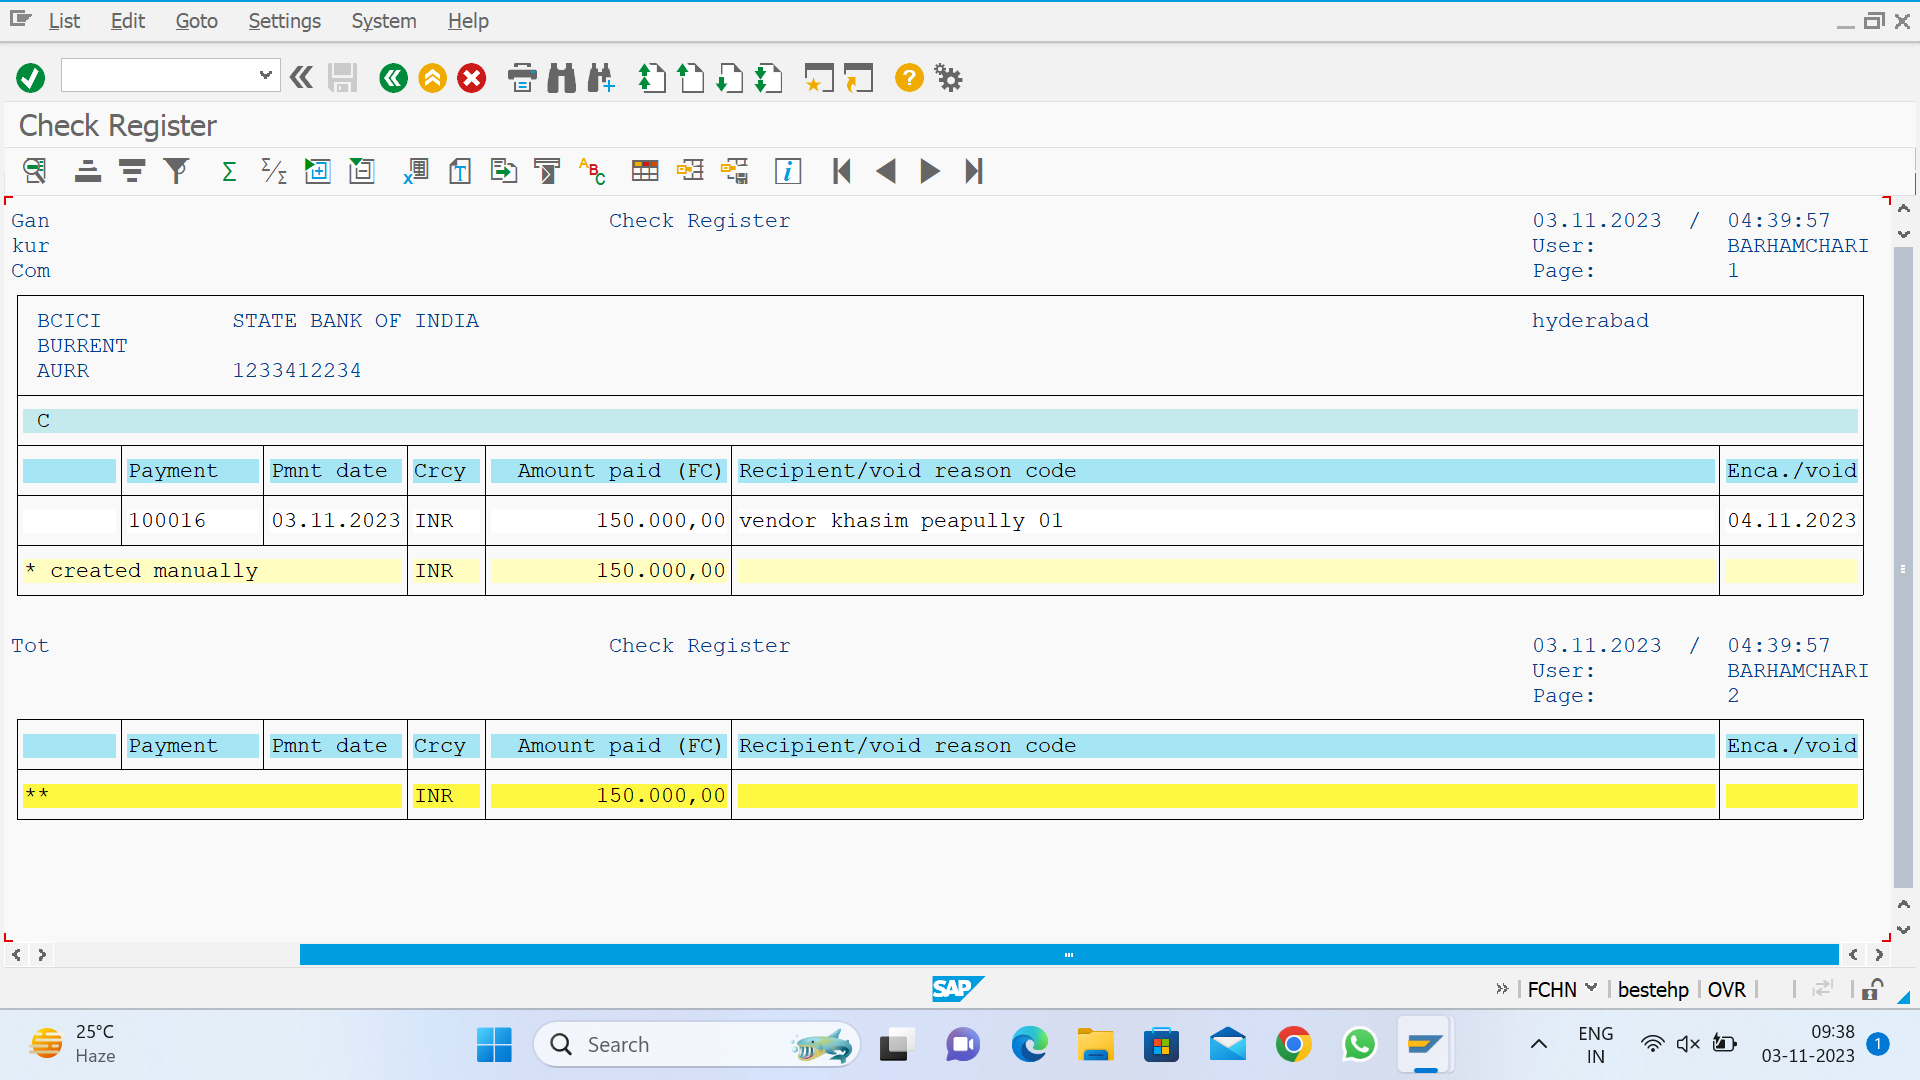 List Edit Goto Settings System Help
Check Register
Gan Check Register 03.11.2023 / 04:39:57
kur User: BARHAMCHARI
Com Page: 1
BCICI STATE BANK OF INDIA hyderabad
BURRENT
AURR 1233412234
C
Payment Pmnt date Crcy Amount paid (FC) Recipient/void reason code Enca./void
100016 03.11.2023 INR 150.000,00 vendor khasim peapully 01 04.11.2023
* created manually INR 150.000,00
Tot Check Register 03.11.2023 / 04:39:57
User: BARHAMCHARI
Page: 2
Payment Pmnt date Crcy Amount paid (FC) Recipient/void reason code Enca./void
** INR 150.000,00
SAP FCHN bestehp OVR
25°C
Haze
Search
ENG
IN
09:38
03-11-2023
1